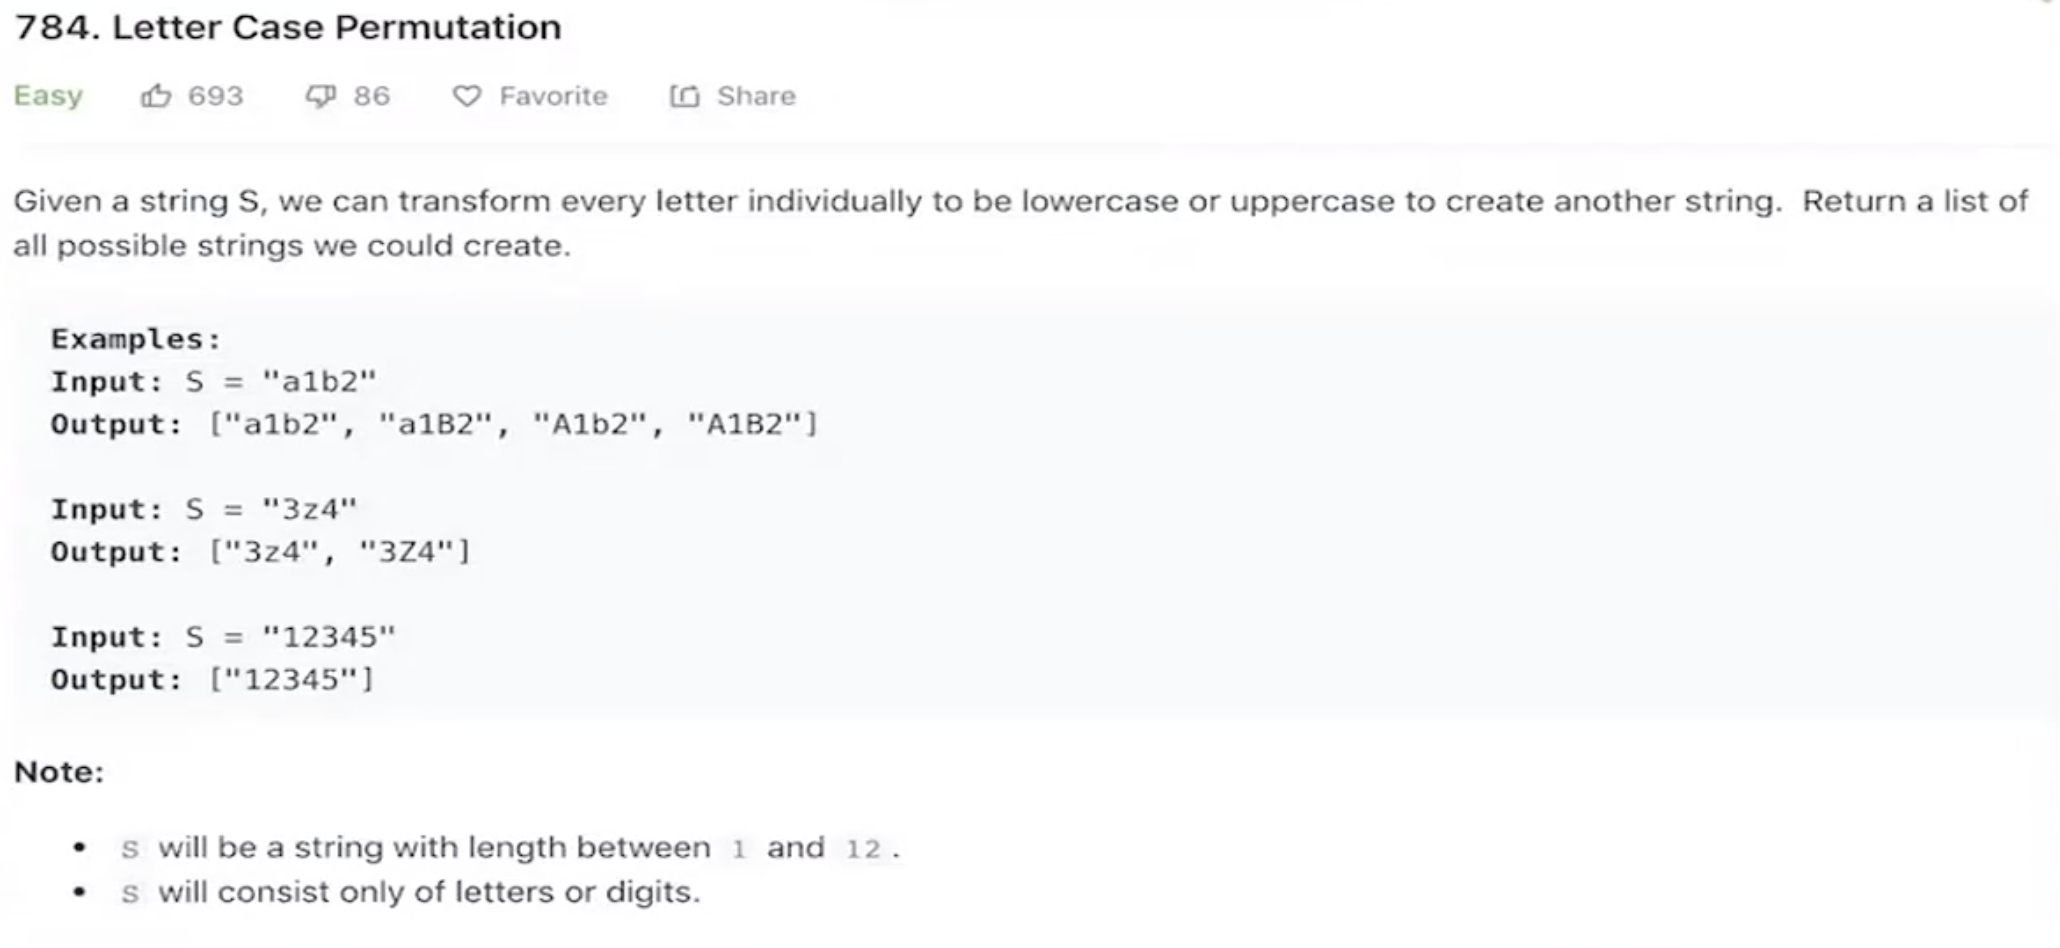 784. Letter Case Permutation
Easy 693 86 Favorite Share
Given a string S, we can transform every letter individually to be lowercase or uppercase to create another string. Return a list of
all possible strings we could create.
Examples:
Input: S = "a1b2"
Output: ["a1b2", "a1B2", "A1b2", "A1B2"]
Input: S = "3z4"
Output: ["3z4", "3Z4"]
Input: S = "12345"
Output: ["12345"]
Note:
• S will be a string with length between 1 and 12.
• S will consist only of letters or digits.